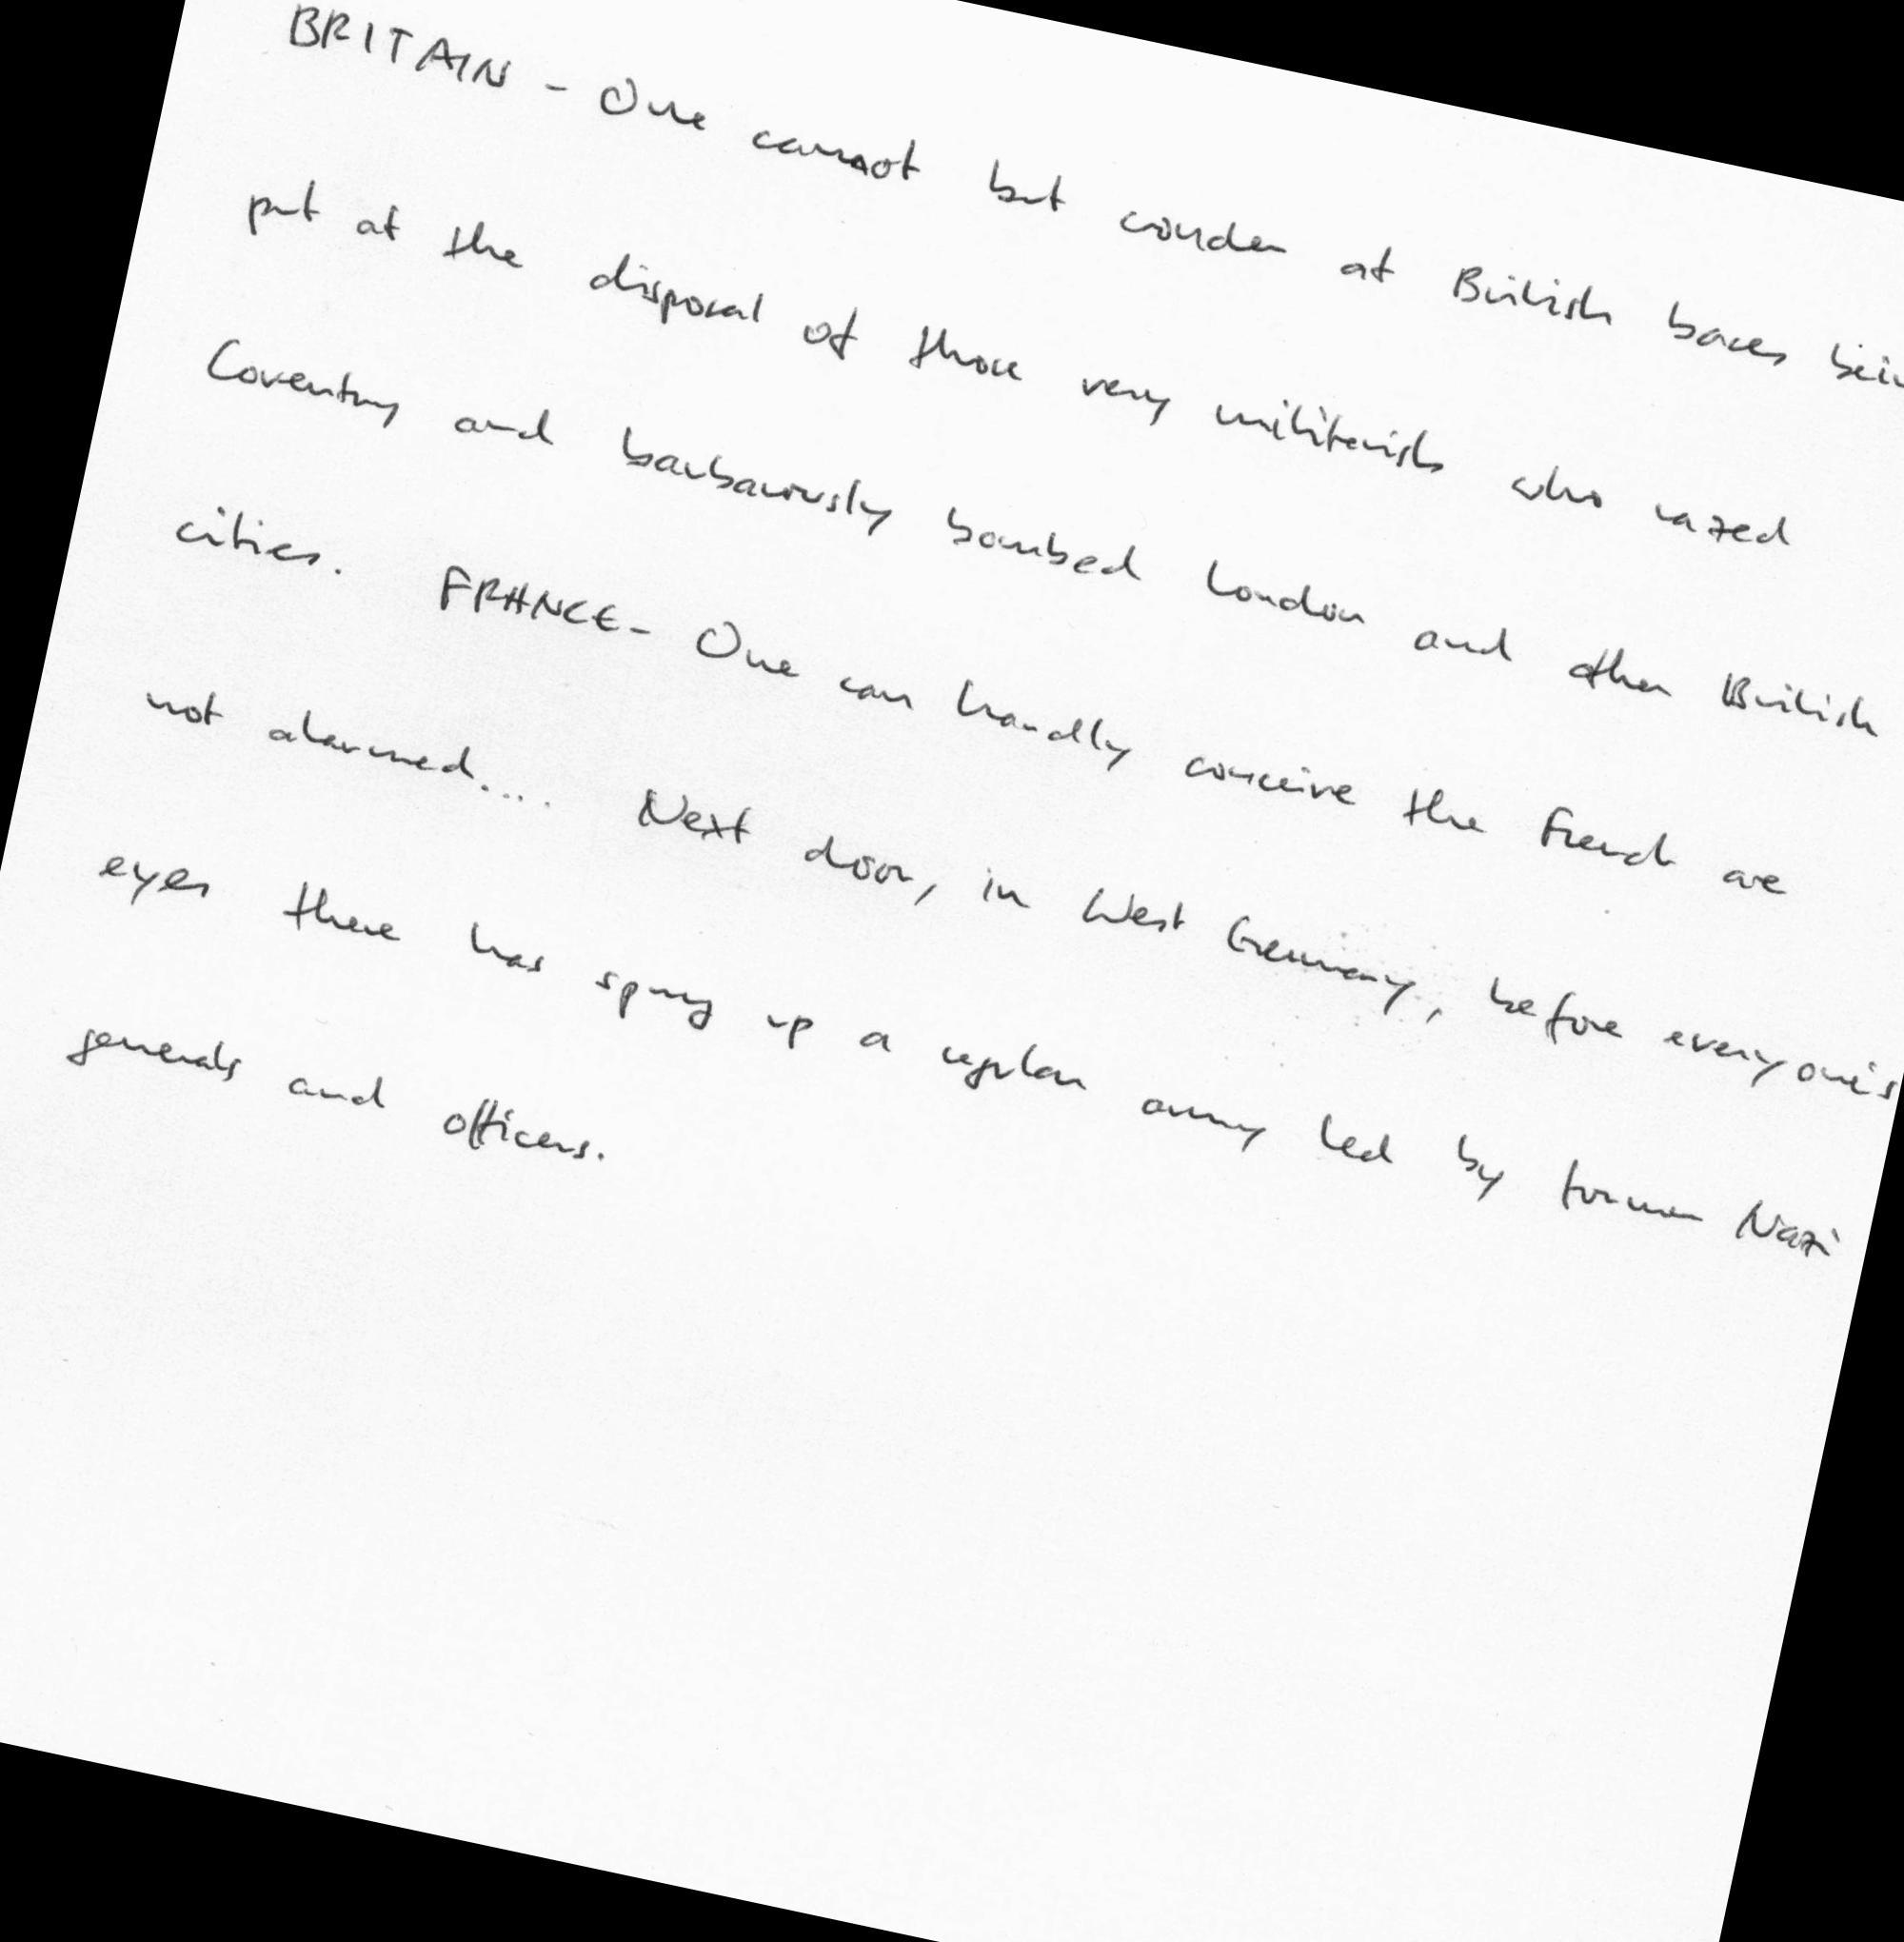 BRITAIN - One cannot but wonder at British bases
put at the disposal of those very militarists who razed
Coventry and barbarously bombed London and other British
cities. FRANCE - One can hardly conceive the French are
not alarmed.... Next door, in West Germany, before everyone's
eyes there has sprung up a regular army led by former Nazi
generals and officers.